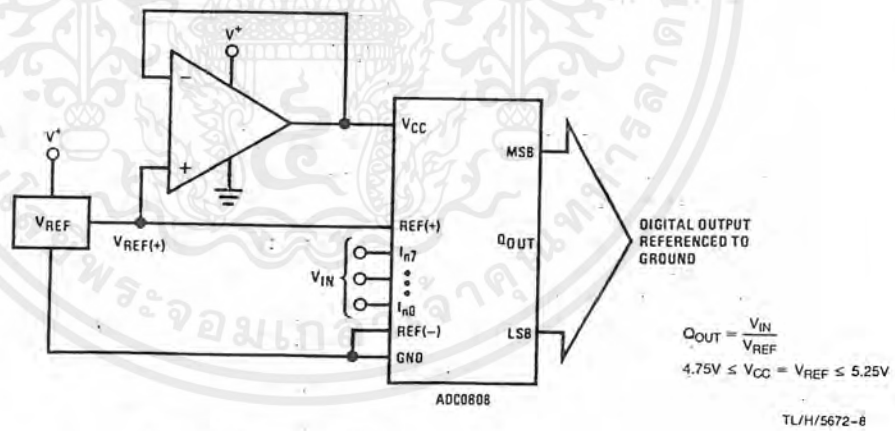 V+
V+
−
+
VCC
MSB
VREF
VREF(+)
REF(+)
In7
VIN
In0
REF(−)
GND
QOUT
LSB
ADC0808
DIGITAL OUTPUT
REFERENCED TO
GROUND
QOUT = VIN / VREF
4.75V ≤ VCC = VREF ≤ 5.25V
TL/H/5672–8